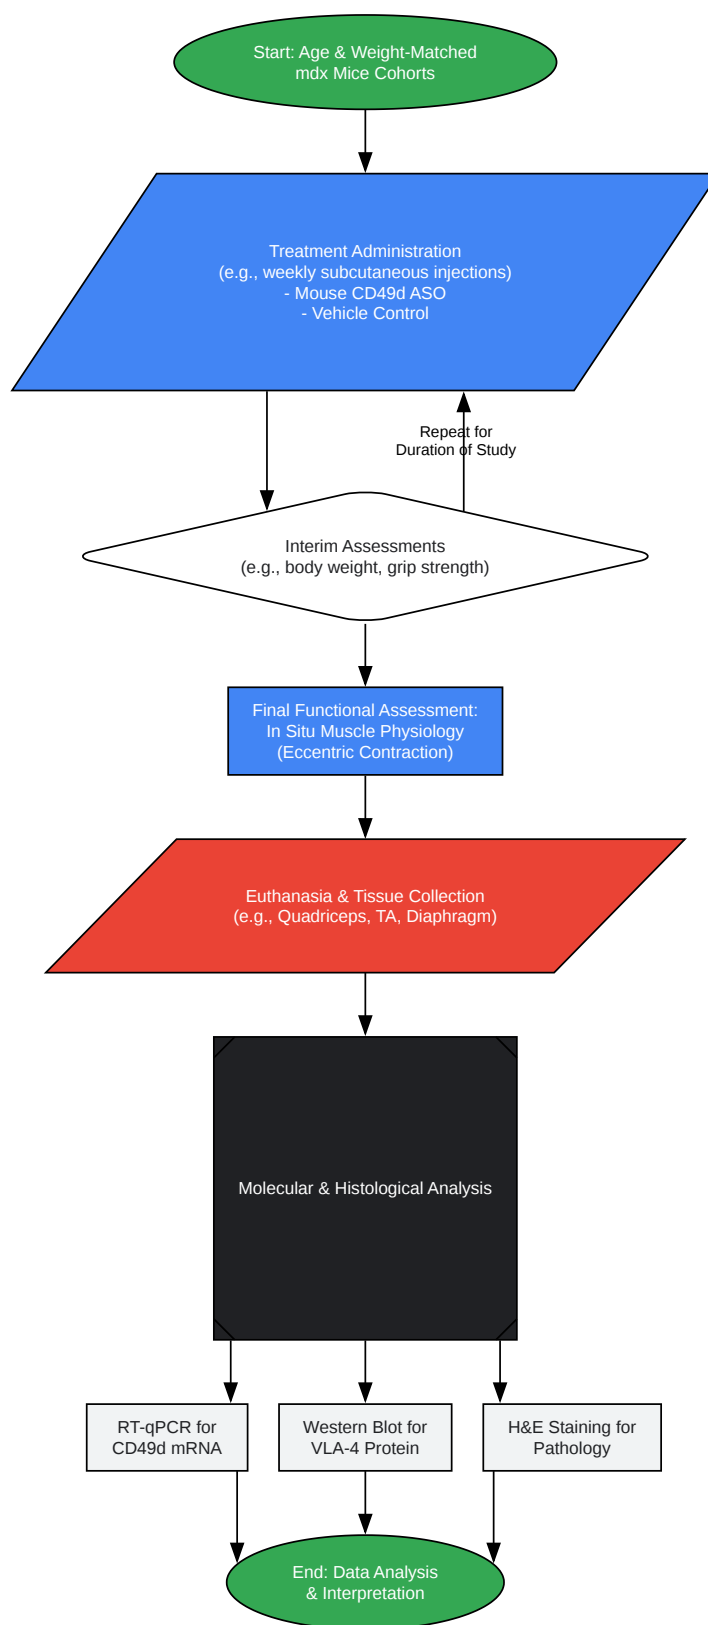 Start: Age & Weight-Matched
mdx Mice Cohorts
Treatment Administration
(e.g., weekly subcutaneous injections)
- Mouse CD49d ASO
- Vehicle Control
Repeat for
Duration of Study
Interim Assessments
(e.g., body weight, grip strength)
Final Functional Assessment:
In Situ Muscle Physiology
(Eccentric Contraction)
Euthanasia & Tissue Collection
(e.g., Quadriceps, TA, Diaphragm)
Molecular & Histological Analysis
RT-qPCR for
CD49d mRNA
Western Blot for
VLA-4 Protein
H&E Staining for
Pathology
End: Data Analysis
& Interpretation